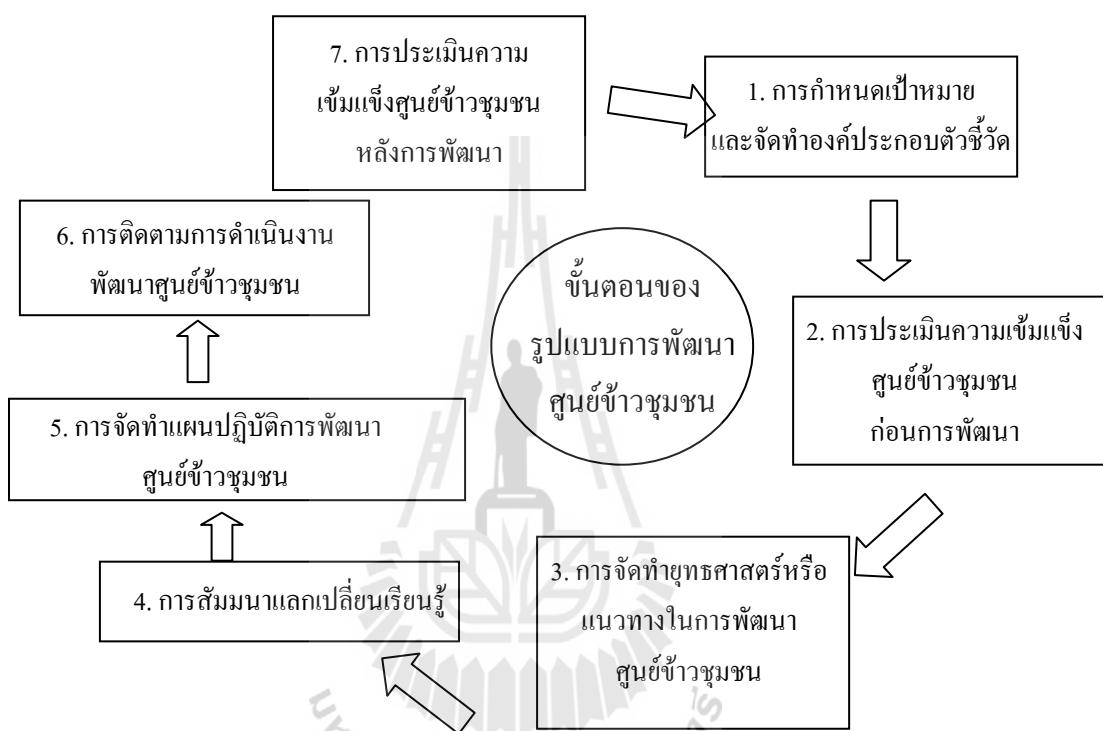 7. การประเมินความ
เข้มแข็งศูนย์ข้าวชุมชน
หลังการพัฒนา
1. การกำหนดเป้าหมาย
และจัดทำองค์ประกอบตัวชี้วัด
6. การติดตามการดำเนินงาน
พัฒนาศูนย์ข้าวชุมชน
ขั้นตอนของ
รูปแบบการพัฒนา
ศูนย์ข้าวชุมชน
2. การประเมินความเข้มแข็ง
ศูนย์ข้าวชุมชน
ก่อนการพัฒนา
5. การจัดทำแผนปฏิบัติการพัฒนา
ศูนย์ข้าวชุมชน
3. การจัดทำยุทธศาสตร์หรือ
แนวทางในการพัฒนา
ศูนย์ข้าวชุมชน
4. การสัมมนาแลกเปลี่ยนเรียนรู้